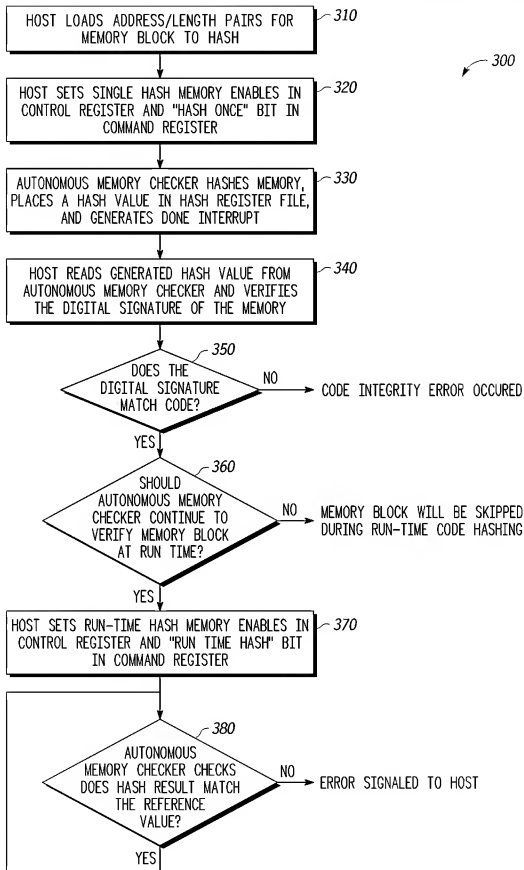 HOST LOADS ADDRESS/LENGTH PAIRS FOR
MEMORY BLOCK TO HASH
310
300
HOST SETS SINGLE HASH MEMORY ENABLES IN
CONTROL REGISTER AND "HASH ONCE" BIT IN
COMMAND REGISTER
320
AUTONOMOUS MEMORY CHECKER HASHES MEMORY,
PLACES A HASH VALUE IN HASH REGISTER FILE,
AND GENERATES DONE INTERRUPT
330
HOST READS GENERATED HASH VALUE FROM
AUTONOMOUS MEMORY CHECKER AND VERIFIES
THE DIGITAL SIGNATURE OF THE MEMORY
340
350
DOES THE
DIGITAL SIGNATURE
MATCH CODE?
NO
CODE INTEGRITY ERROR OCCURED
YES
360
SHOULD
AUTONOMOUS MEMORY
CHECKER CONTINUE TO
VERIFY MEMORY BLOCK
AT RUN TIME?
NO
MEMORY BLOCK WILL BE SKIPPED
DURING RUN-TIME CODE HASHING
YES
HOST SETS RUN-TIME HASH MEMORY ENABLES IN
CONTROL REGISTER AND "RUN TIME HASH" BIT
IN COMMAND REGISTER
370
380
AUTONOMOUS
MEMORY CHECKER CHECKS
DOES HASH RESULT MATCH
THE REFERENCE
VALUE?
NO
ERROR SIGNALED TO HOST
YES